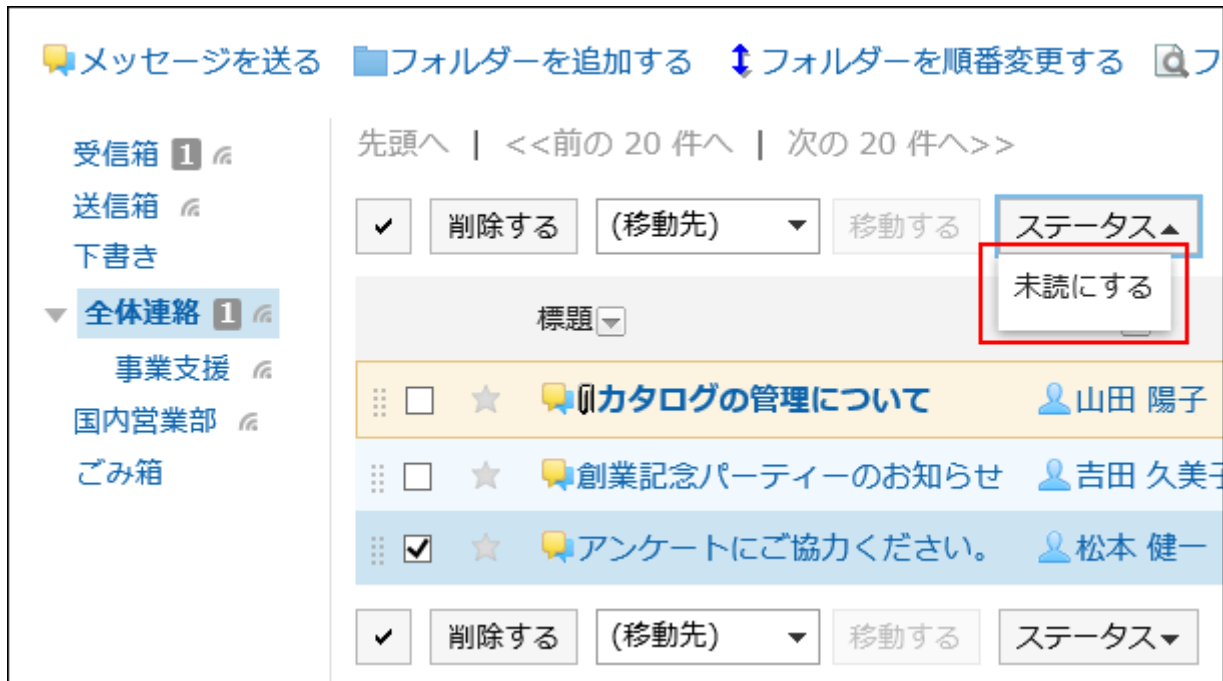 メッセージを送る フォルダーを追加する フォルダーを順番変更する フ
先頭へ | <<前の 20 件へ | 次の 20 件へ>>
受信箱 1
送信箱
下書き
全体連絡 1
事業支援
国内営業部
ごみ箱
削除する (移動先) 移動する ステータス
未読にする
標題
カタログの管理について 山田 陽子
創業記念パーティーのお知らせ 吉田 久美子
アンケートにご協力ください。 松本 健一
削除する (移動先) 移動する ステータス